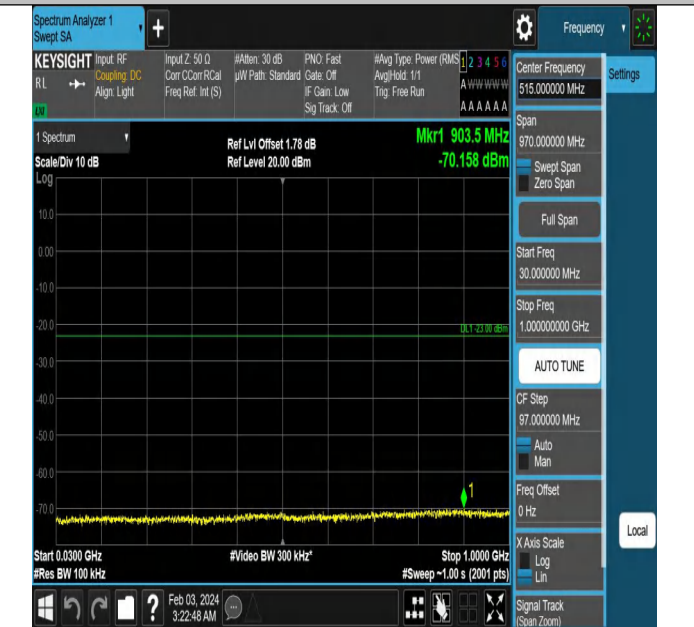 Spectrum Analyzer 1
Swept SA
+
Frequency
KEYSIGHT
Input: RF
Coupling: DC
Align: Light
Input Z: 50 Ω
Corr CCorr RCal
Freq Ref: Int (S)
#Atten: 30 dB
µW Path: Standard
PNO: Fast
Gate: Off
IF Gain: Low
Sig Track: Off
#Avg Type: Power (RMS
Avg|Hold: 1/1
Trig: Free Run
1 2 3 4 5 6
A W W W W W
A A A A A A
RL
LXI
1 Spectrum
Scale/Div 10 dB
Log
Ref Lvl Offset 1.78 dB
Ref Level 20.00 dBm
Mkr1 903.5 MHz
-70.158 dBm
10.0
0.00
-10.0
-20.0
DL1 -23.00 dBm
-30.0
-40.0
-50.0
-60.0
1
-70.0
Start 0.0300 GHz
#Res BW 100 kHz
#Video BW 300 kHz*
Stop 1.0000 GHz
#Sweep ~1.00 s (2001 pts)
Center Frequency
515.000000 MHz
Settings
Span
970.000000 MHz
Swept Span
Zero Span
Full Span
Start Freq
30.000000 MHz
Stop Freq
1.000000000 GHz
AUTO TUNE
CF Step
97.000000 MHz
Auto
Man
Freq Offset
0 Hz
X Axis Scale
Log
Lin
Local
Signal Track
(Span Zoom)
?
Feb 03, 2024
3:22:48 AM